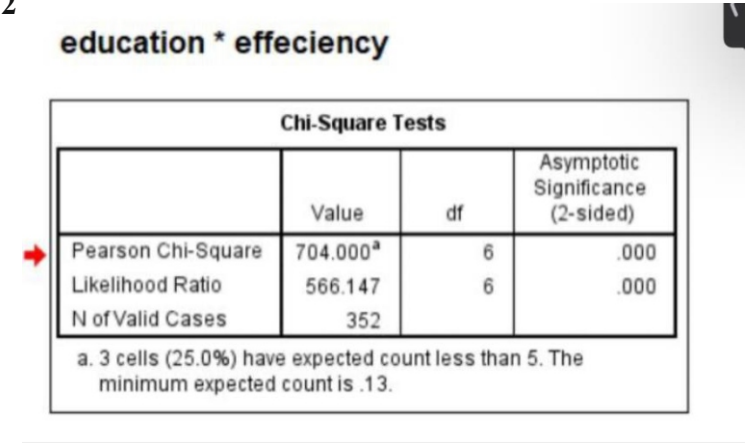 2
education * effeciency
Chi-Square Tests
Value df Asymptotic Significance (2-sided)
Pearson Chi-Square 704.000a 6 .000
Likelihood Ratio 566.147 6 .000
N of Valid Cases 352
a. 3 cells (25.0%) have expected count less than 5. The
minimum expected count is .13.